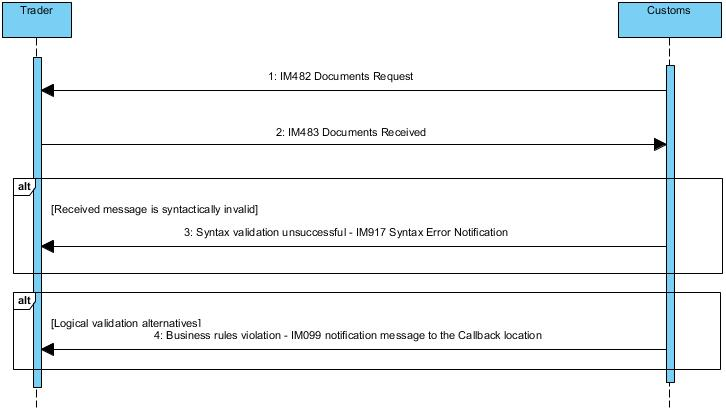 Trader
Customs
1: IM482 Documents Request
2: IM483 Documents Received
alt
[Received message is syntactically invalid]
3: Syntax validation unsuccessful - IM917 Syntax Error Notification
alt
[Logical validation alternatives]
4: Business rules violation - IM099 notification message to the Callback location